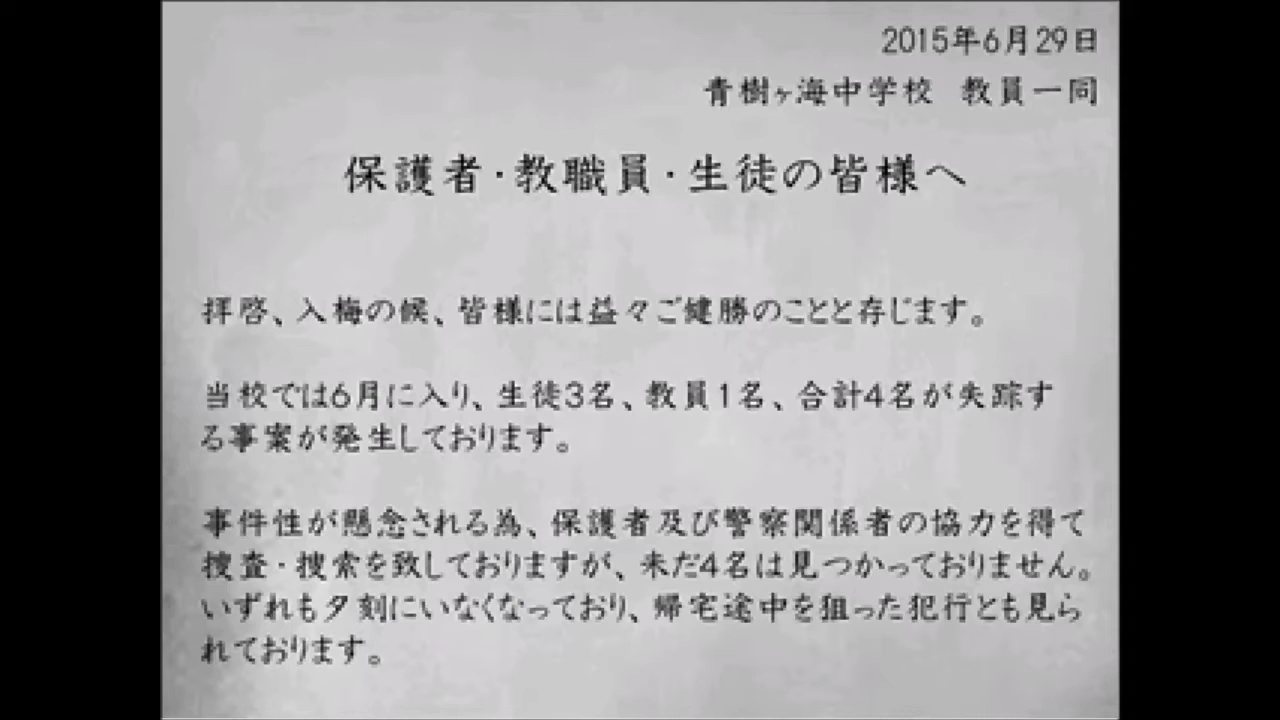 2015年6月29日
青樹ヶ海中学校　教員一同
保護者・教職員・生徒の皆様へ
拝啓、入梅の候、皆様には益々ご健勝のことと存じます。
当校では6月に入り、生徒3名、教員1名、合計4名が失踪す
る事案が発生しております。
事件性が懸念される為、保護者及び警察関係者の協力を得て
捜査・捜索を致しておりますが、未だ4名は見つかっておりません。
いずれも夕刻にいなくなっており、帰宅途中を狙った犯行とも見ら
れております。